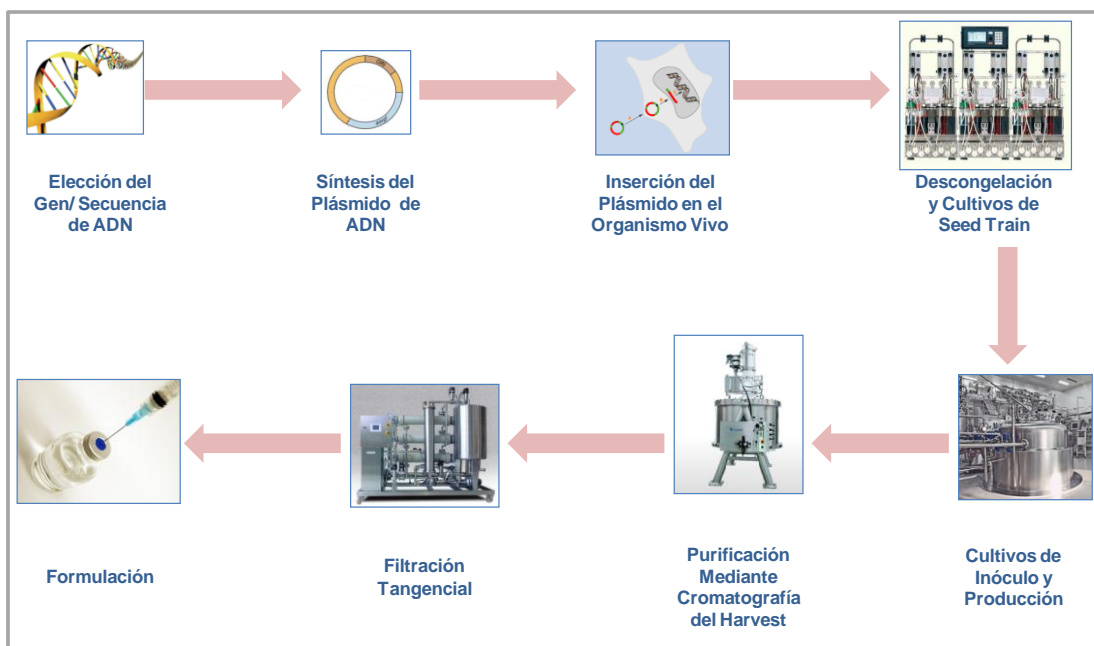 Elección del
Gen/ Secuencia
de ADN
Síntesis del
Plásmido de
ADN
Inserción del
Plásmido en el
Organismo Vivo
Descongelación
y Cultivos de
Seed Train
Cultivos de
Inóculo y
Producción
Purificación
Mediante
Cromatografía
del Harvest
Filtración
Tangencial
Formulación